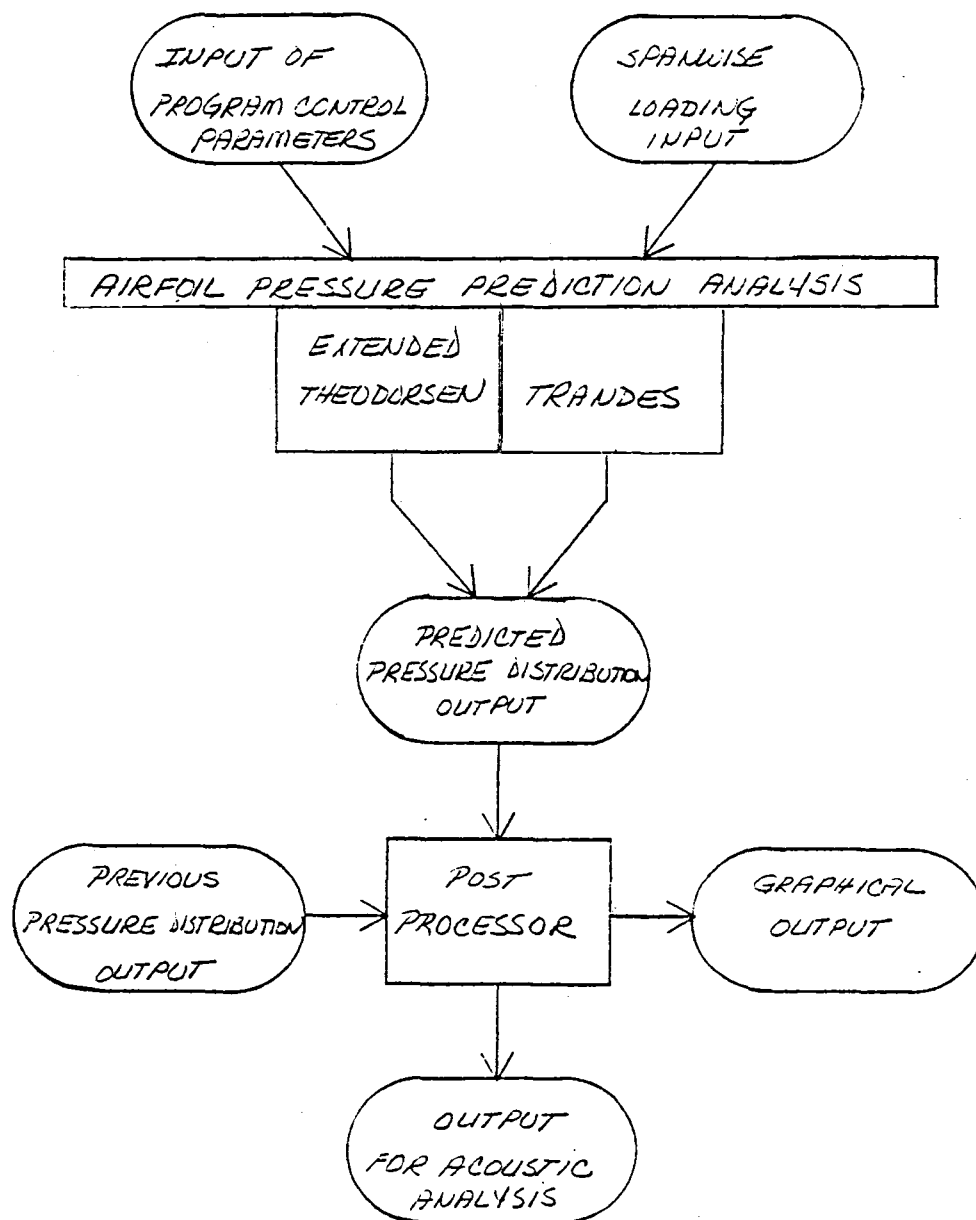 INPUT OF
PROGRAM CONTROL
PARAMETERS
SPANWISE
LOADING
INPUT
AIRFOIL PRESSURE PREDICTION ANALYSIS
EXTENDED
THEODORSEN
TRANDES
PREDICTED
PRESSURE DISTRIBUTION
OUTPUT
PREVIOUS
PRESSURE DISTRIBUTION
OUTPUT
POST
PROCESSOR
GRAPHICAL
OUTPUT
OUTPUT
FOR ACOUSTIC
ANALYSIS